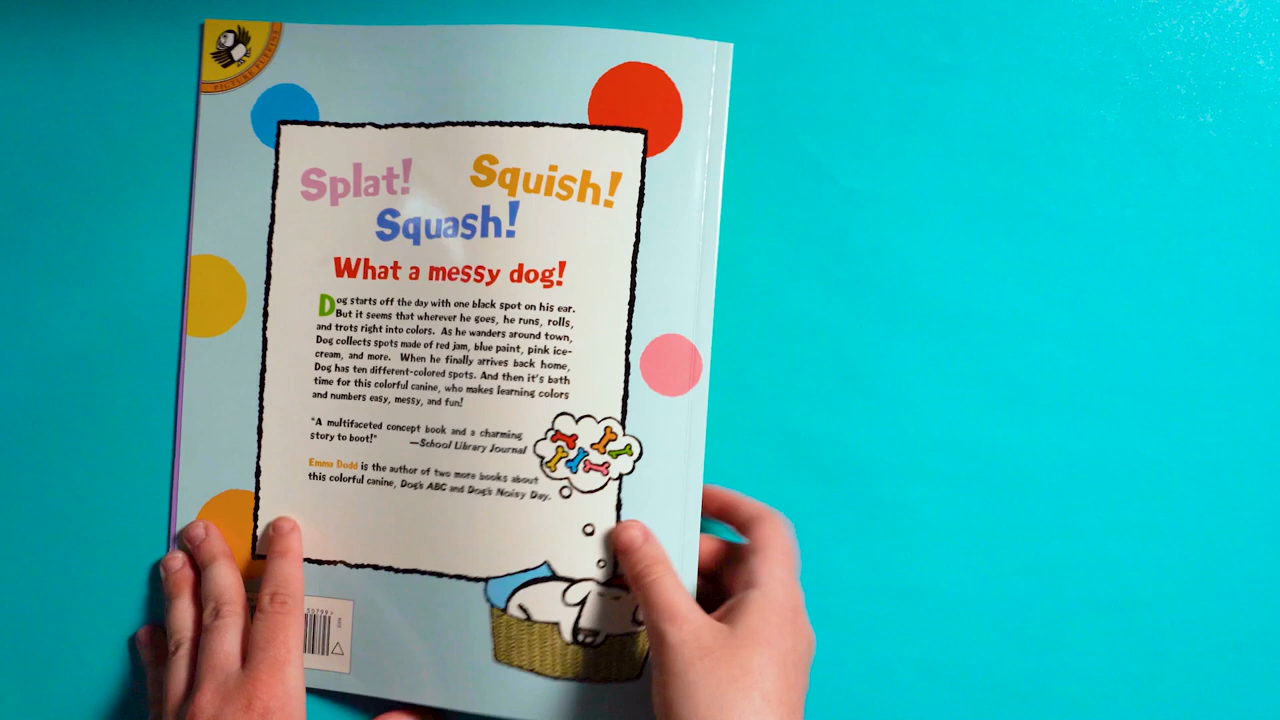 PICTURE PUFFINS
Splat! Squish!
Squash!
What a messy dog!
Dog starts off the day with one black spot on his ear.
But it seems that wherever he goes, he runs, rolls,
and trots right into colors. As he wanders around town,
Dog collects spots made of red jam, blue paint, pink ice-
cream, and more. When he finally arrives back home,
Dog has ten different-colored spots. And then it's bath
time for this colorful canine, who makes learning colors
and numbers easy, messy, and fun!
"A multifaceted concept book and a charming
story to boot!" —School Library Journal
Emma Dodd is the author of two more books about
this colorful canine, Dog's ABC and Dog's Noisy Day.
50799